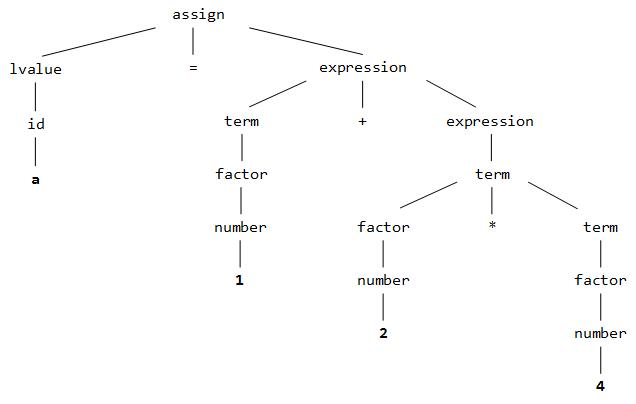 assign
lvalue = expression
id term + expression
a factor term
number factor * term
1 number factor
2 number
4